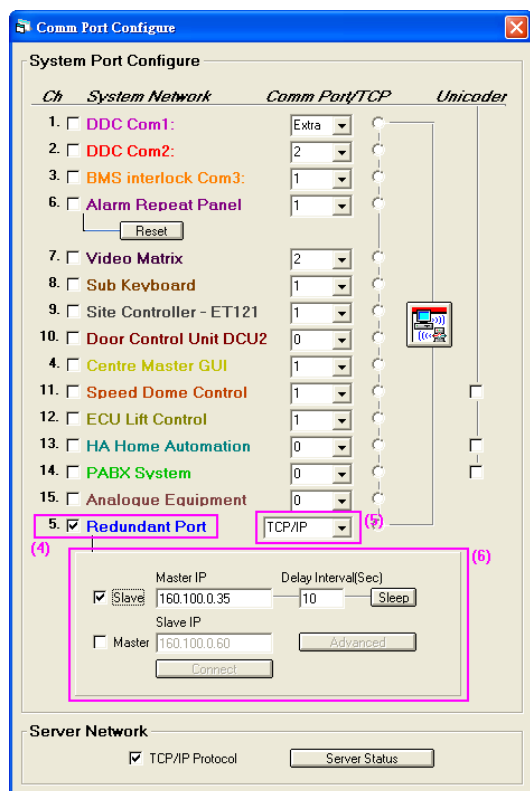 Comm Port Configure
System Port Configure
Ch System Network Comm Port/TCP Unicoder
1. DDC Com1: Extra
2. DDC Com2: 2
3. BMS interlock Com3: 1
6. Alarm Repeat Panel 1
Reset
7. Video Matrix 2
8. Sub Keyboard 1
9. Site Controller - ET121 1
10. Door Control Unit DCU2 0
4. Centre Master GUI 1
11. Speed Dome Control 1
12. ECU Lift Control 1
13. HA Home Automation 0
14. PABX System 0
15. Analogue Equipment 0
5. Redundant Port TCP/IP (5)
(4) (6)
Master IP Delay Interval(Sec)
Slave 160.100.0.35 10 Sleep
Slave IP
Master 160.100.0.60 Advanced
Connect
Server Network
TCP/IP Protocol Server Status